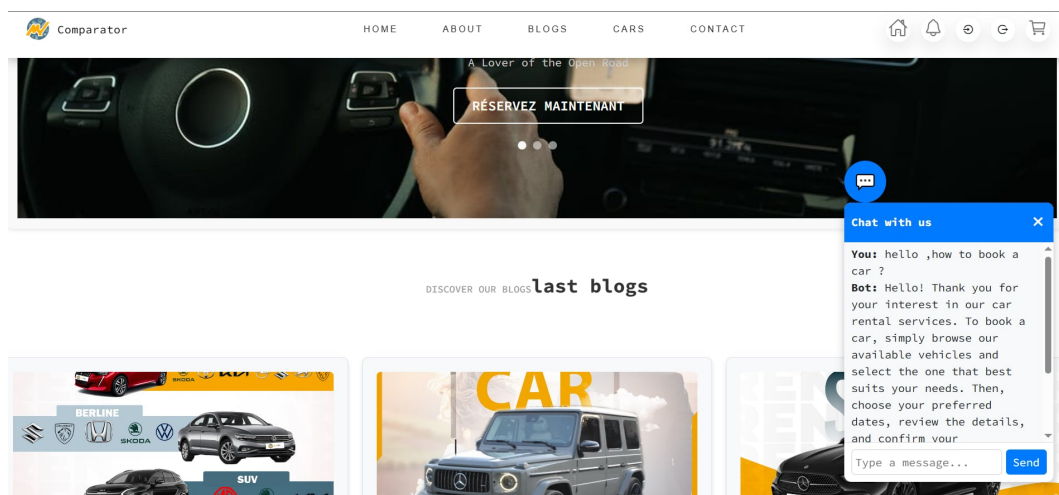 Comparator
HOME ABOUT BLOGS CARS CONTACT
A Lover of the Open Road
RÉSERVEZ MAINTENANT
DISCOVER OUR BLOGS last blogs
SKODA
BERLINE
SKODA
SUV
CAR
Chat with us
You: hello ,how to book a
car ?
Bot: Hello! Thank you for
your interest in our car
rental services. To book a
car, simply browse our
available vehicles and
select the one that best
suits your needs. Then,
choose your preferred
dates, review the details,
and confirm your
Type a message...
Send